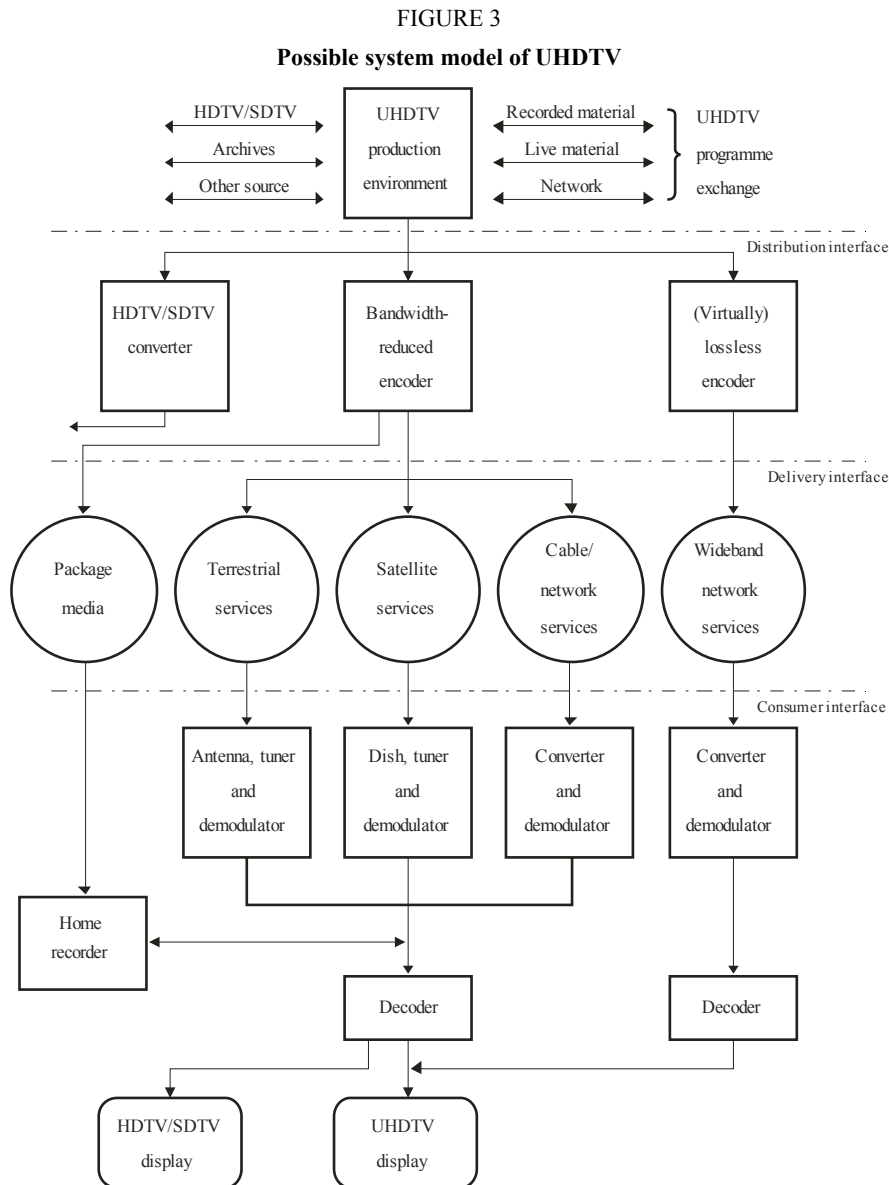 FIGURE 3
Possible system model of UHDTV
HDTV/SDTV
Archives
Other source
UHDTV
production
environment
Recorded material
Live material
Network
UHDTV
programme
exchange
Distribution interface
HDTV/SDTV
converter
Bandwidth-
reduced
encoder
(Virtually)
lossless
encoder
Delivery interface
Package
media
Terrestrial
services
Satellite
services
Cable/
network
services
Wideband
network
services
Consumer interface
Antenna, tuner
and
demodulator
Dish, tuner
and
demodulator
Converter
and
demodulator
Converter
and
demodulator
Home
recorder
Decoder
Decoder
HDTV/SDTV
display
UHDTV
display